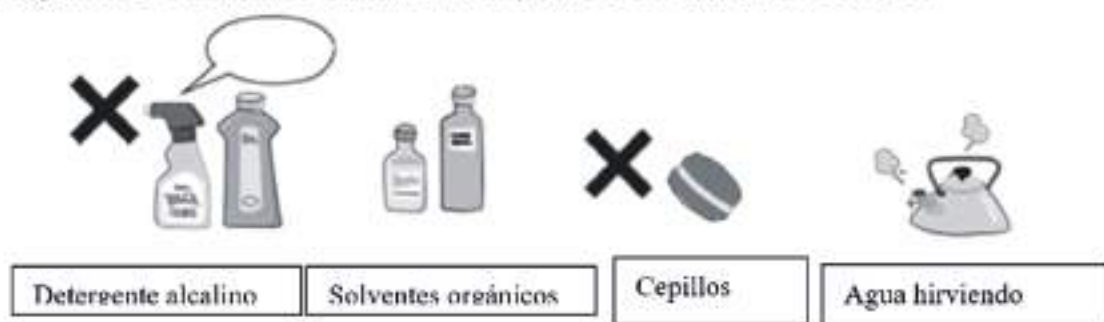 Detergente alcalino
Solventes orgánicos
Cepillos
Agua hirviendo